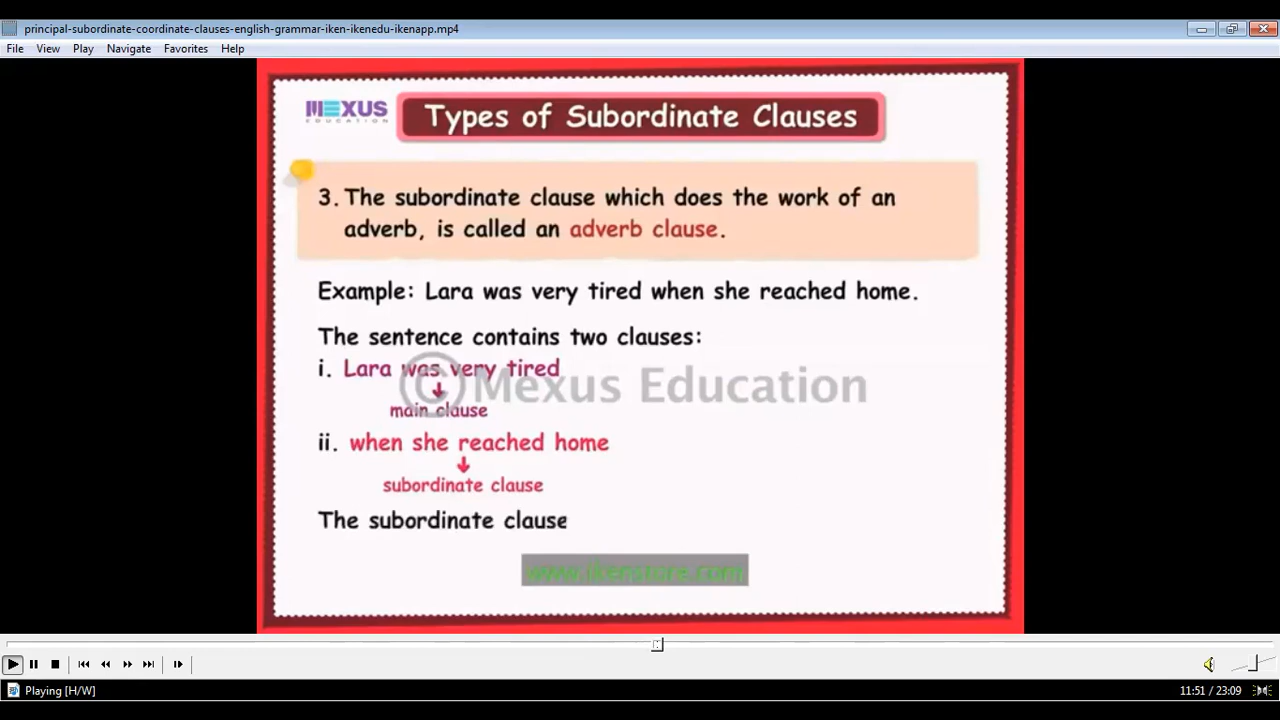 principal-subordinate-coordinate-clauses-english-grammar-iken-ikenedu-ikenapp.mp4
File View Play Navigate Favorites Help
MEXUS
EDUCATION
Types of Subordinate Clauses
3. The subordinate clause which does the work of an
adverb, is called an adverb clause.
Example: Lara was very tired when she reached home.
The sentence contains two clauses:
i. Lara was very tired
© Mexus Education
main clause
ii. when she reached home
subordinate clause
The subordinate clause
www.ikenstore.com
Playing [H/W]
11:51 / 23:09